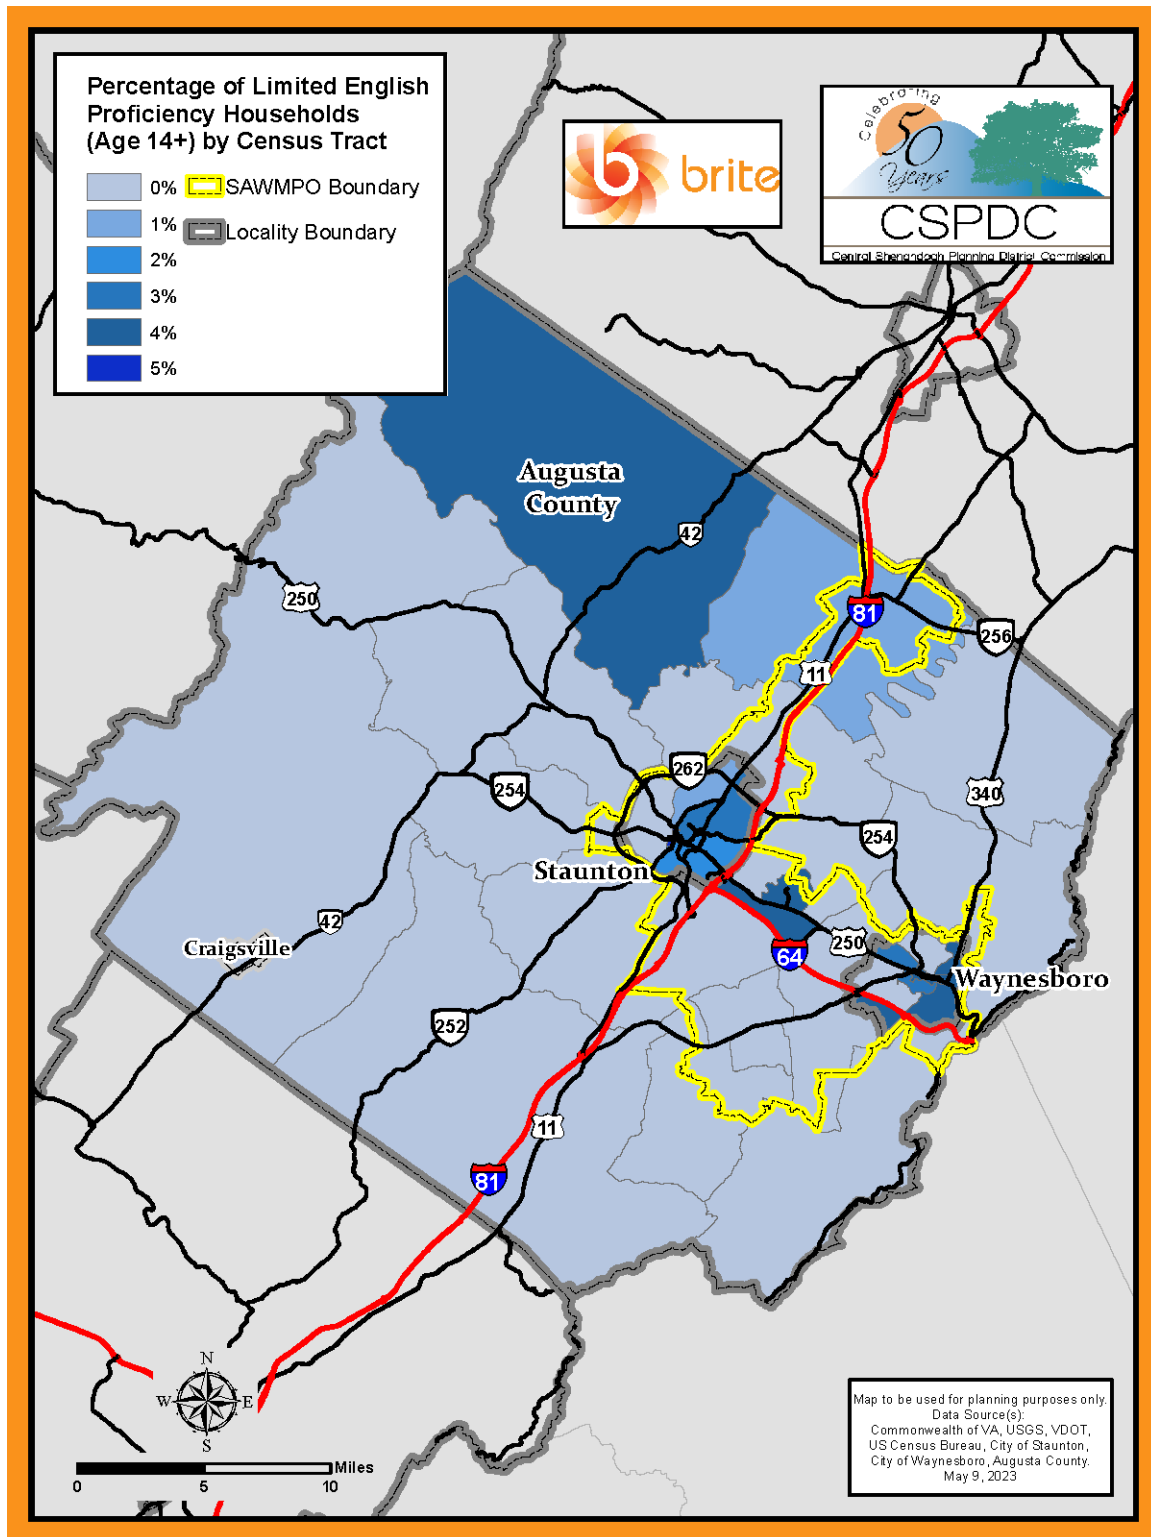 Percentage of Limited English
Proficiency Households
(Age 14+) by Census Tract
0%
1%
2%
3%
4%
5%
SAWMPO Boundary
Locality Boundary
brite
Celebrating
50
Years
CSPDC
Central Shenandoah Planning District Commission
Augusta
County
42
250
81
256
11
262
254
340
254
Staunton
42
Craigsville
250
64
Waynesboro
252
11
81
N
W
E
S
Miles
0
5
10
Map to be used for planning purposes only.
Data Source(s):
Commonwealth of VA, USGS, VDOT,
US Census Bureau, City of Staunton,
City of Waynesboro, Augusta County.
May 9, 2023